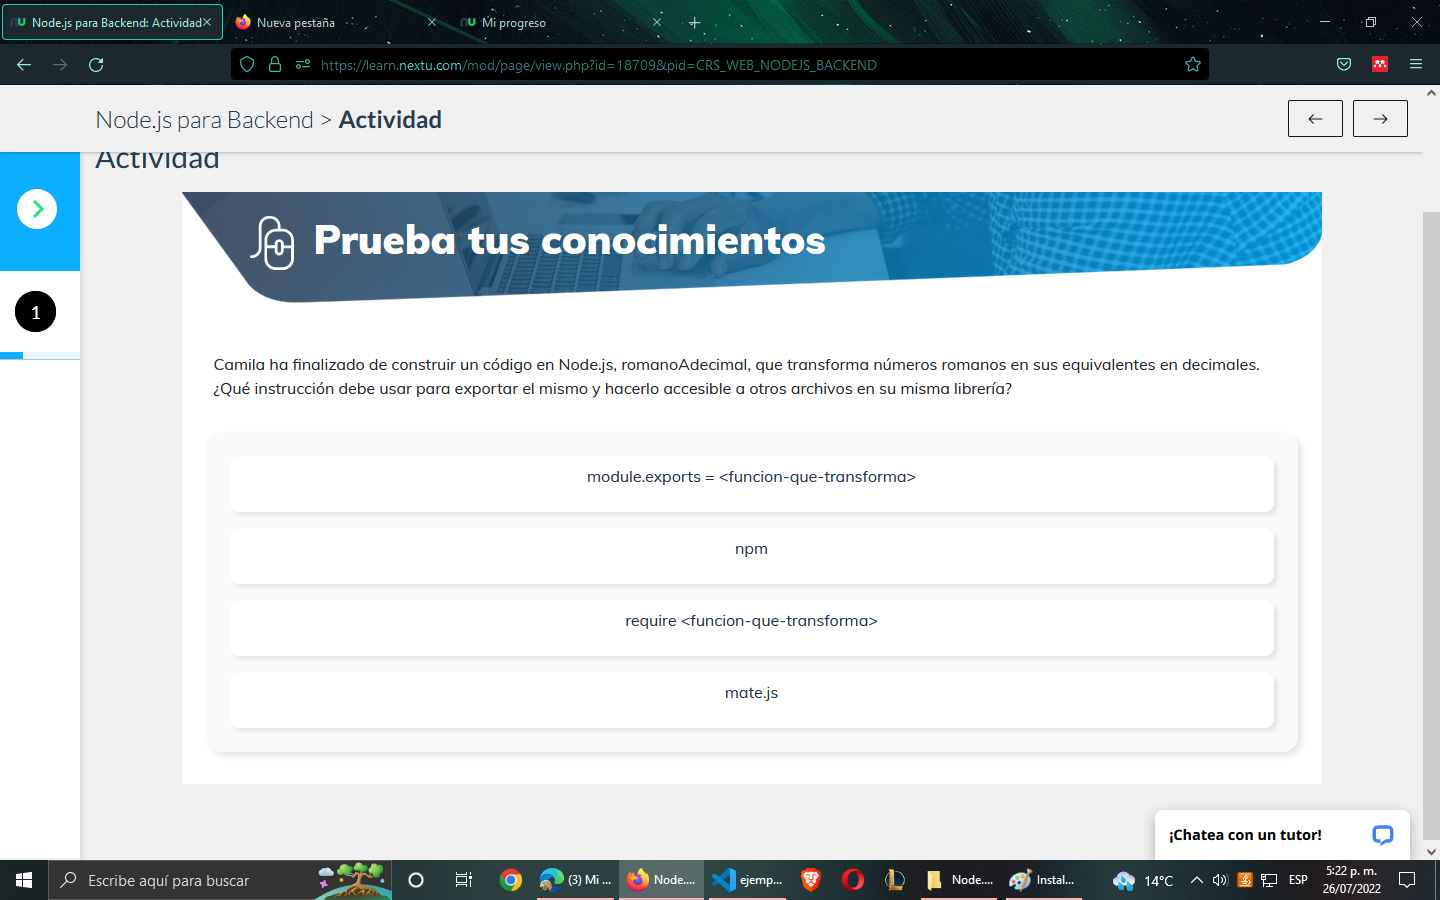 Node.js para Backend: Actividad
Nueva pestaña
Mi progreso
https://learn.nextu.com/mod/page/view.php?id=18709&pid=CRS_WEB_NODEJS_BACKEND
Node.js para Backend > Actividad
Actividad
Prueba tus conocimientos
1
Camila ha finalizado de construir un código en Node.js, romanoAdecimal, que transforma números romanos en sus equivalentes en decimales.
¿Qué instrucción debe usar para exportar el mismo y hacerlo accesible a otros archivos en su misma librería?
module.exports = <funcion-que-transforma>
npm
require <funcion-que-transforma>
mate.js
¡Chatea con un tutor!
Escribe aquí para buscar
(3) Mi ...
Node....
ejemp...
Node....
Instal...
14°C
ESP
5:22 p. m.
26/07/2022